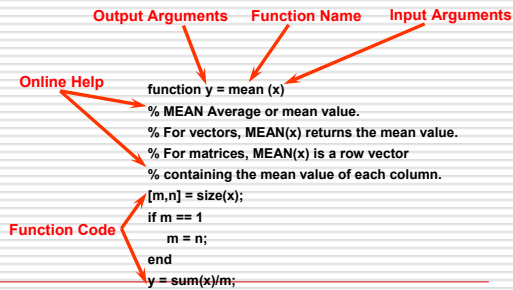 Output Arguments Function Name Input Arguments
Online Help
function y = mean (x)
% MEAN Average or mean value.
% For vectors, MEAN(x) returns the mean value.
% For matrices, MEAN(x) is a row vector
% containing the mean value of each column.
[m,n] = size(x);
Function Code
if m == 1
m = n;
end
y = sum(x)/m;